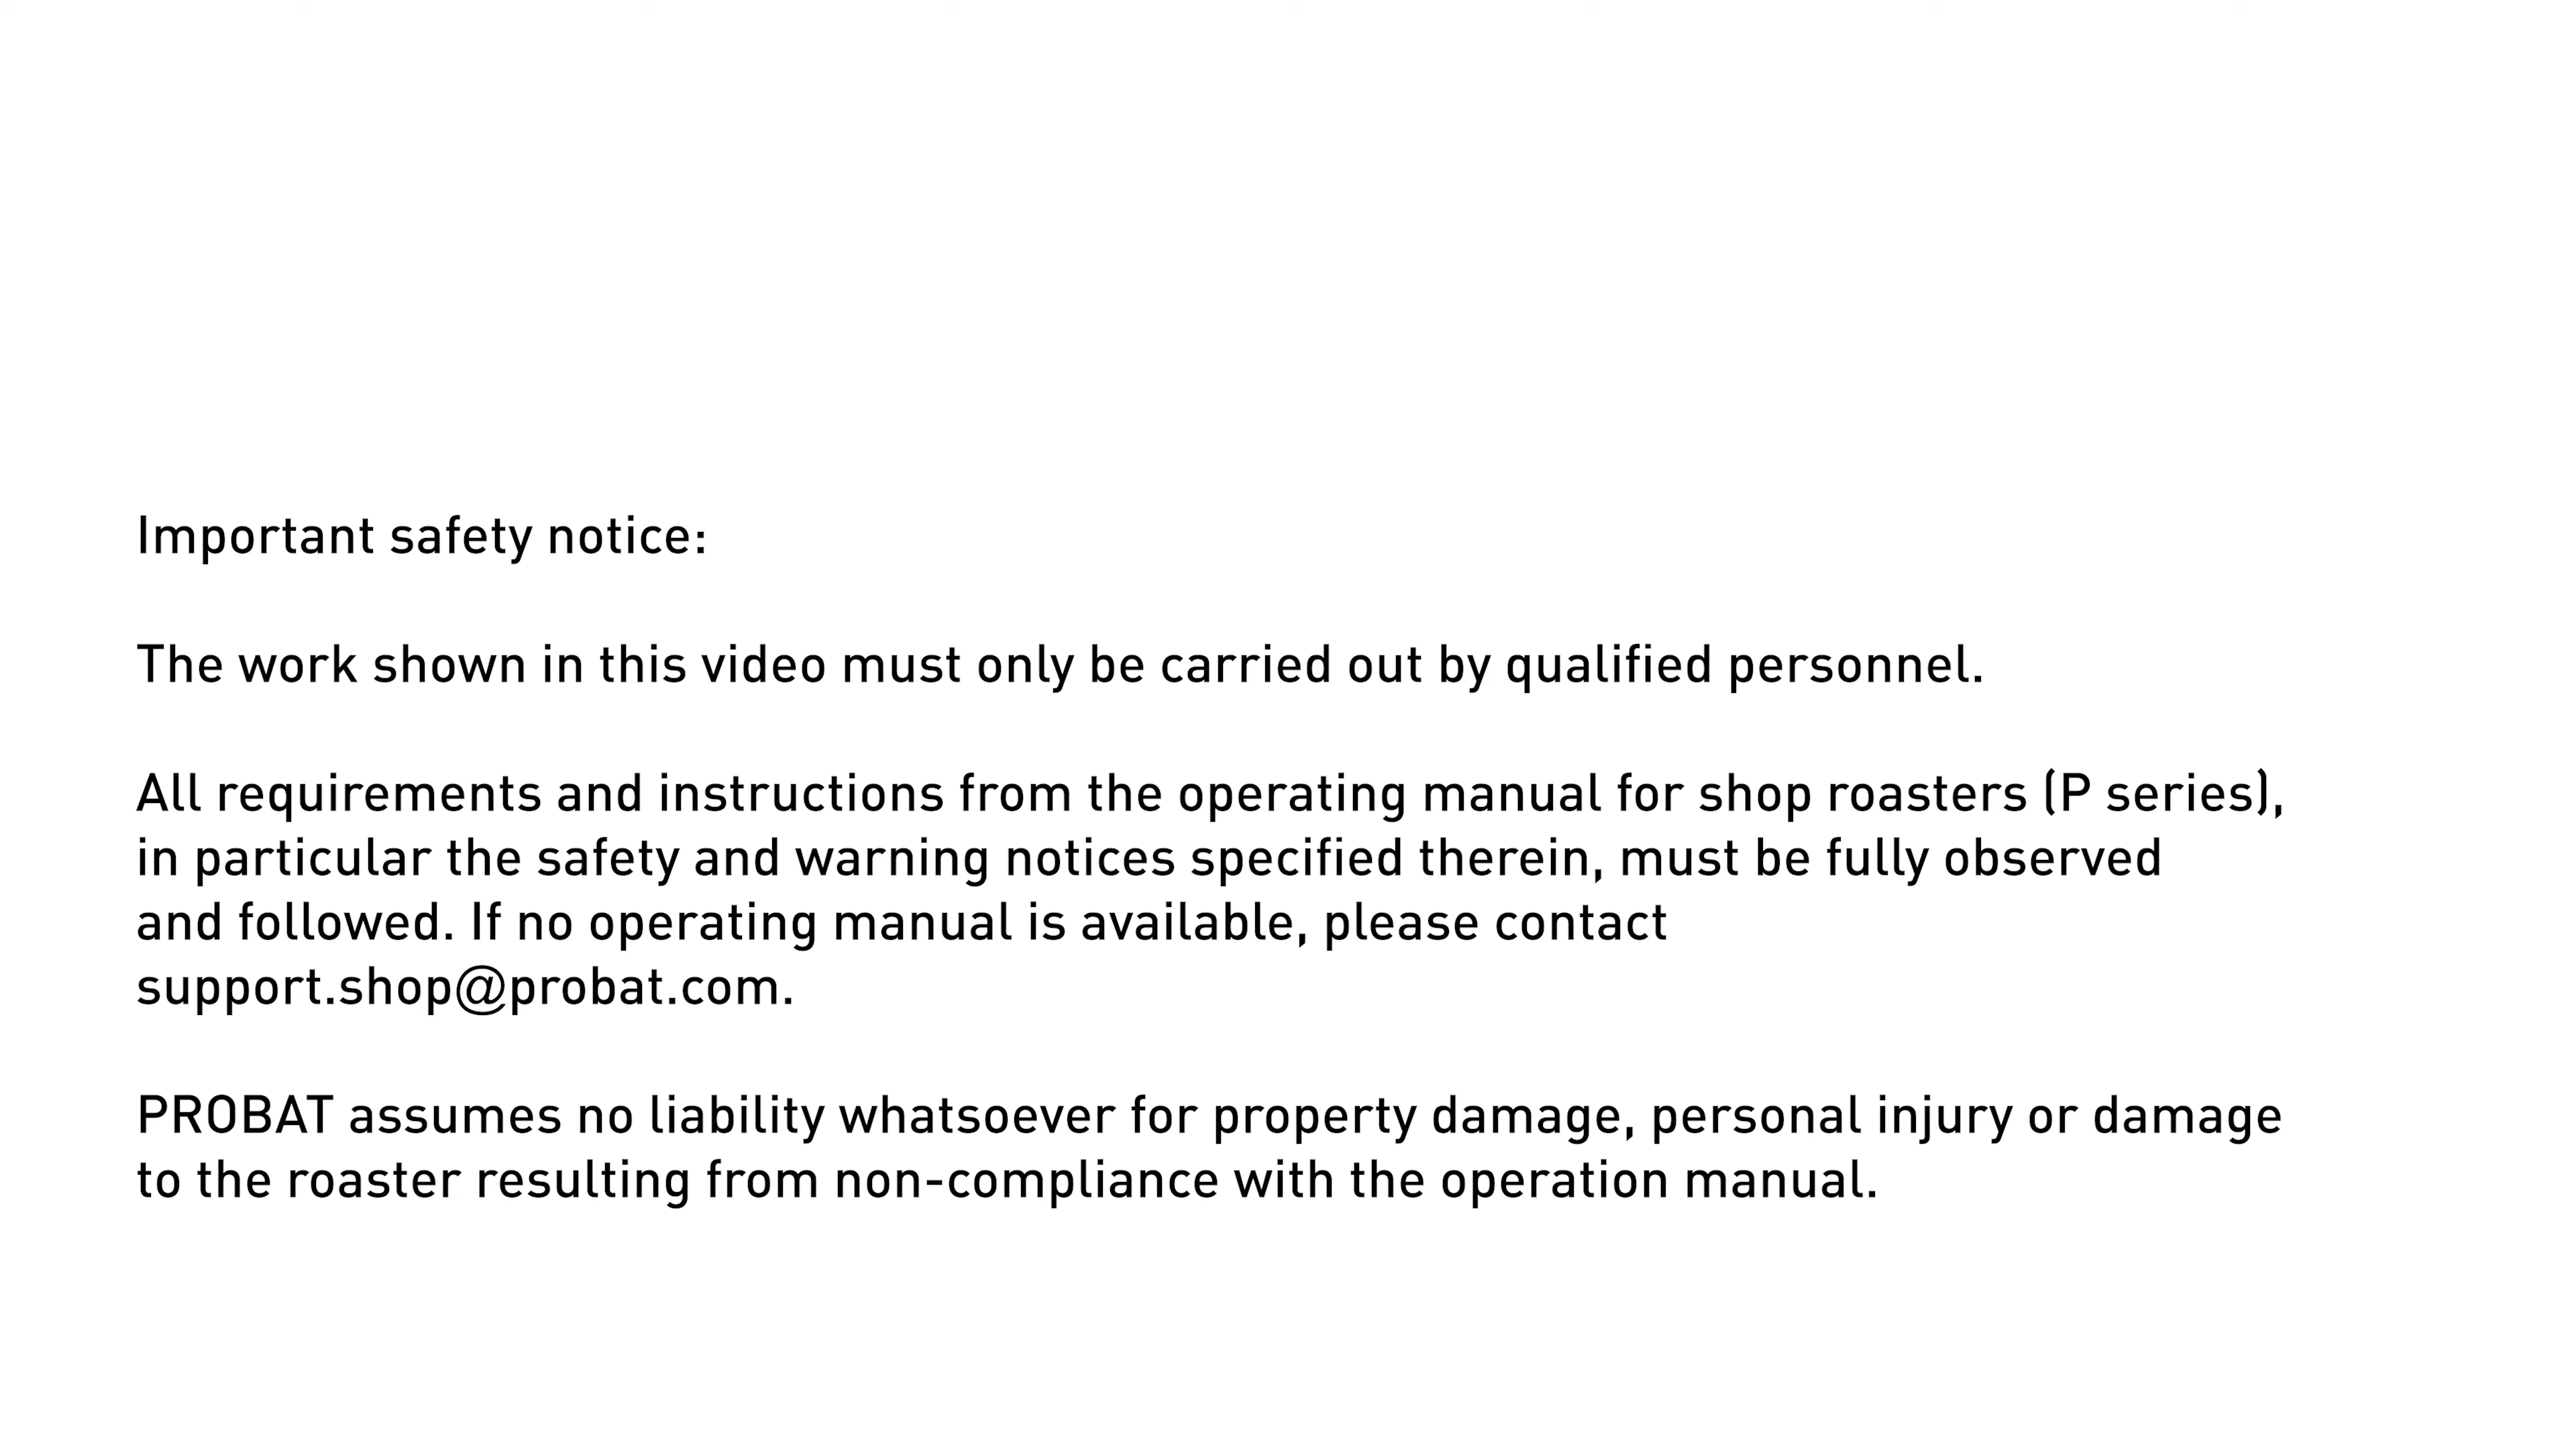 Important safety notice:
The work shown in this video must only be carried out by qualified personnel.
All requirements and instructions from the operating manual for shop roasters (P series),
in particular the safety and warning notices specified therein, must be fully observed
and followed. If no operating manual is available, please contact
support.shop@probat.com.
PROBAT assumes no liability whatsoever for property damage, personal injury or damage
to the roaster resulting from non-compliance with the operation manual.